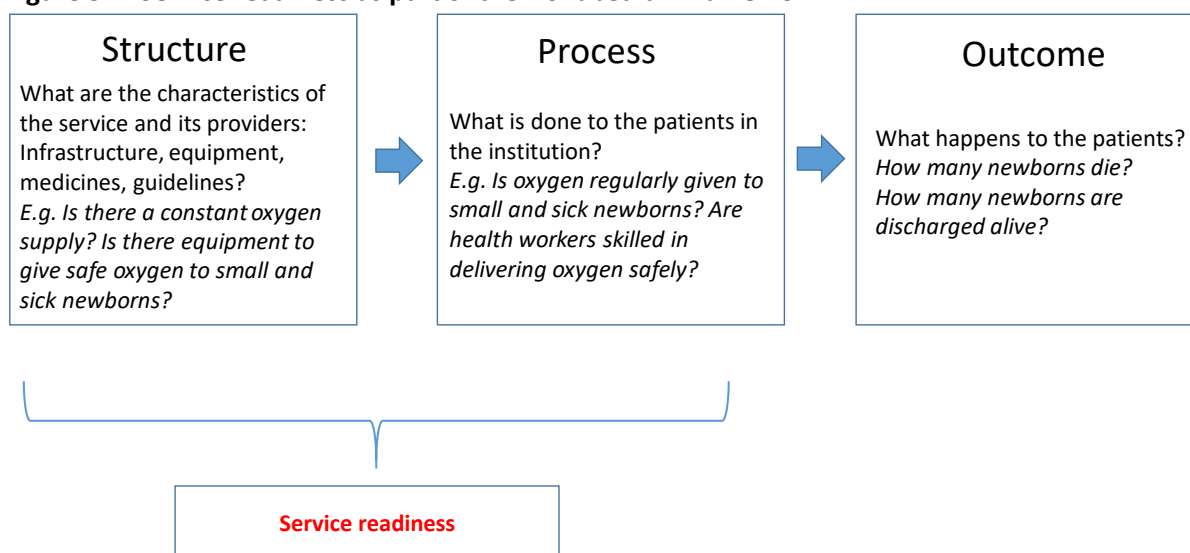 Structure
What are the characteristics of
the service and its providers:
Infrastructure, equipment,
medicines, guidelines?
E.g. Is there a constant oxygen
supply? Is there equipment to
give safe oxygen to small and
sick newborns?
Process
What is done to the patients in
the institution?
E.g. Is oxygen regularly given to
small and sick newborns? Are
health workers skilled in
delivering oxygen safely?
Outcome
What happens to the patients?
How many newborns die?
How many newborns are
discharged alive?
Service readiness